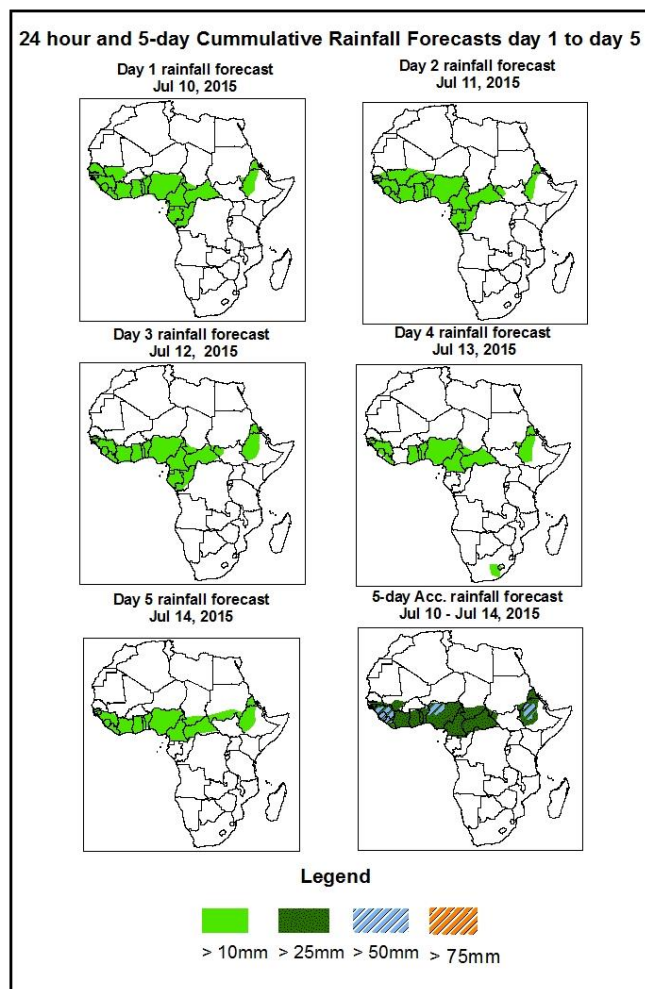 24 hour and 5-day Cummulative Rainfall Forecasts day 1 to day 5
Day 1 rainfall forecast
Jul 10, 2015
Day 2 rainfall forecast
Jul 11, 2015
Day 3 rainfall forecast
Jul 12, 2015
Day 4 rainfall forecast
Jul 13, 2015
Day 5 rainfall forecast
Jul 14, 2015
5-day Acc. rainfall forecast
Jul 10 - Jul 14, 2015
Legend
> 10mm > 25mm > 50mm > 75mm